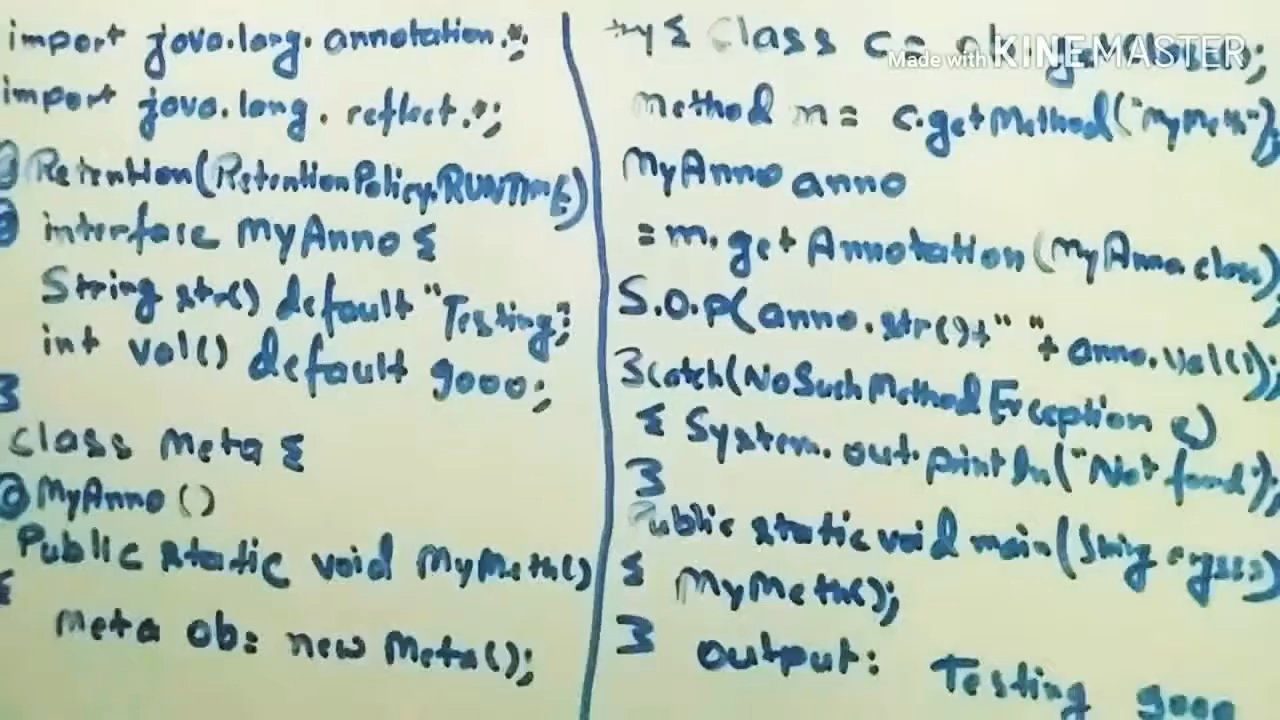 import java.lang.annotation.*;
import java.lang.reflect.*;
@Retention(RetentionPolicy.RUNTIME)
@ interface MyAnno {
String str() default "Testing";
int val() default 9000;
}
class Meta {
@MyAnno ()
Public static void MyMeth()
{
Meta ob = new Meta();
try { Class c = ob.getClass();
Made with KINEMASTER
Method m = c.getMethod("MyMeth");
MyAnno anno
= m.getAnnotation(MyAnno.class);
S.O.P(anno.str()+" "+anno.val());
}catch(NoSuchMethodException e)
{ System.out.println("Not found");
}
Public static void main(String args[])
{ MyMeth();
} output: Testing 9000